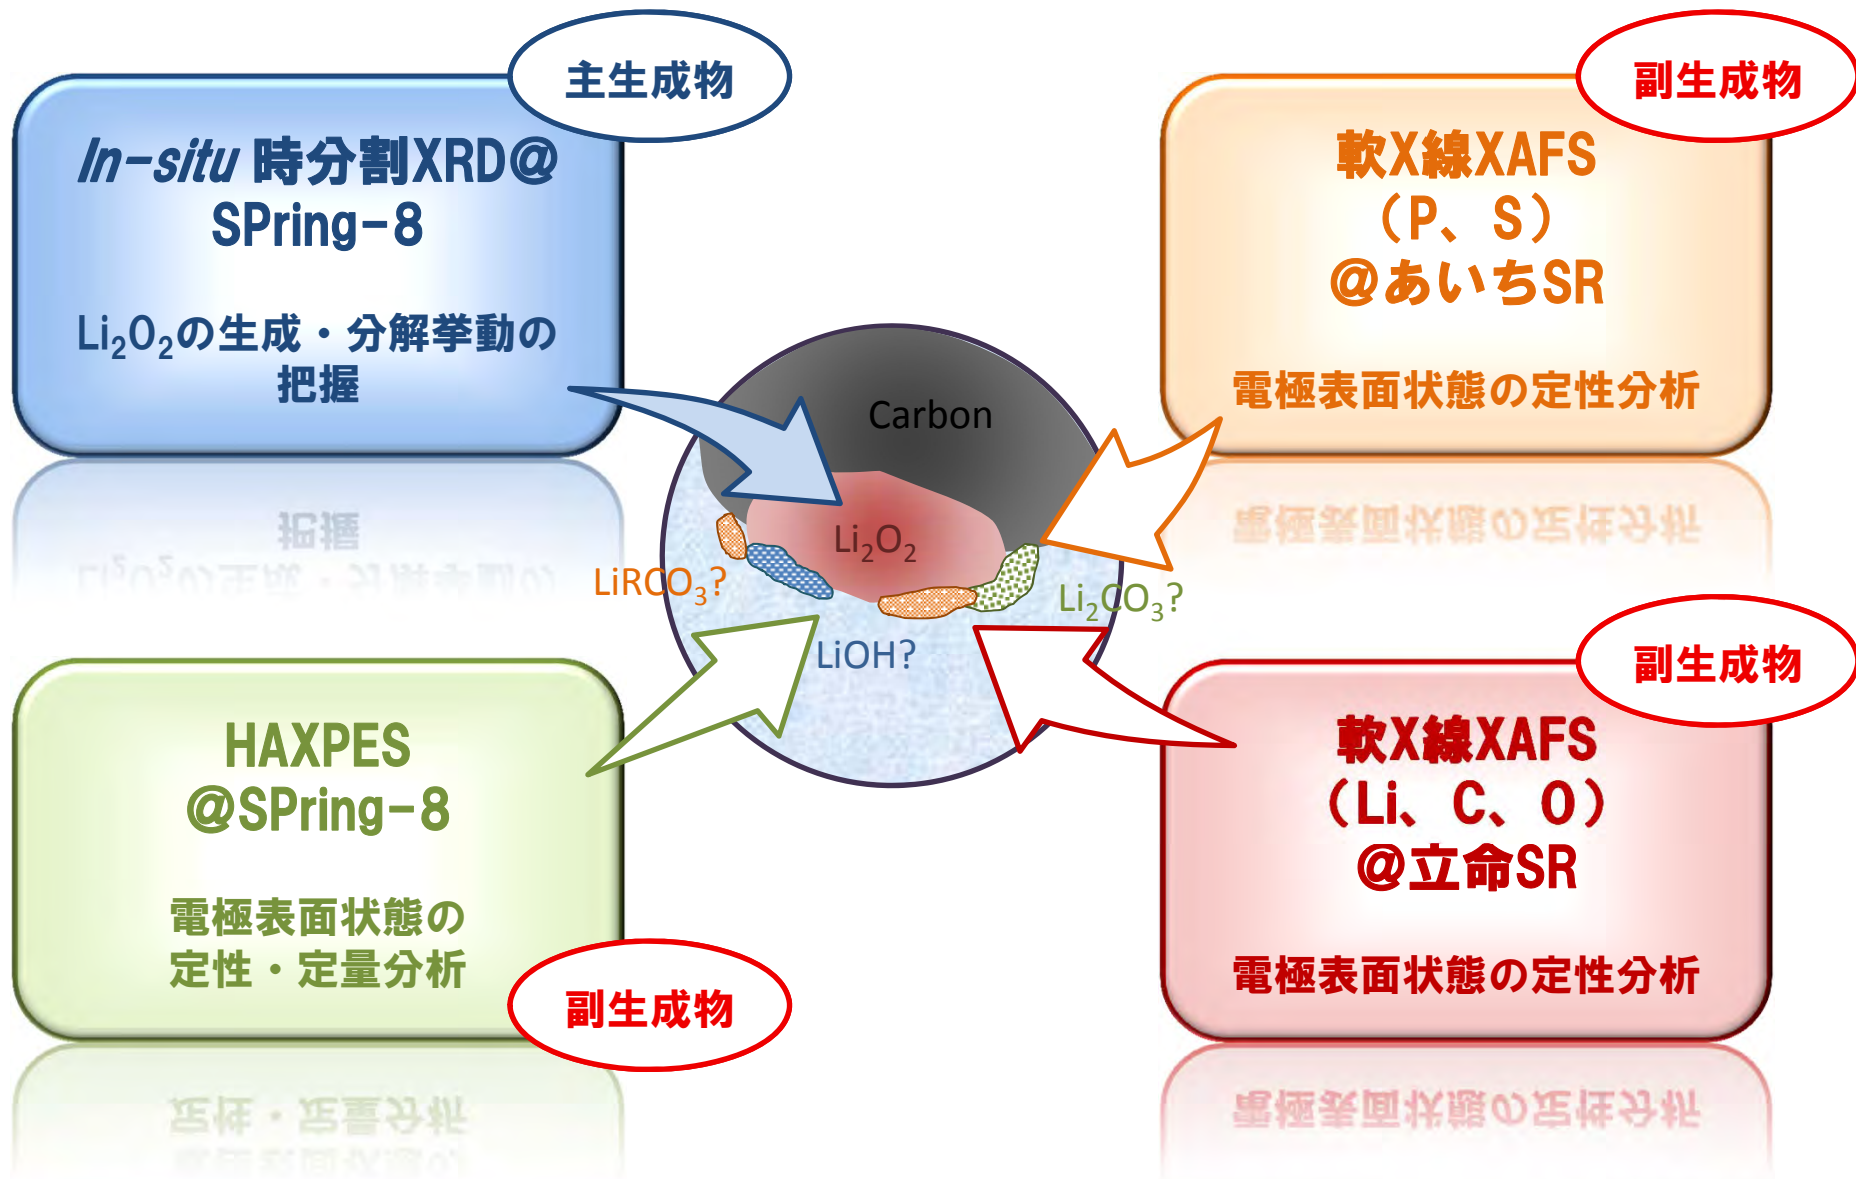 主生成物
In-situ 時分割XRD@
SPring-8
Li₂O₂の生成・分解挙動の
把握
副生成物
軟X線XAFS
(P、S)
@あいちSR
電極表面状態の定性分析
Carbon
Li₂O₂
LiRCO₃?
Li₂CO₃?
LiOH?
HAXPES
@SPring-8
電極表面状態の
定性・定量分析
副生成物
副生成物
軟X線XAFS
(Li、C、O)
@立命SR
電極表面状態の定性分析